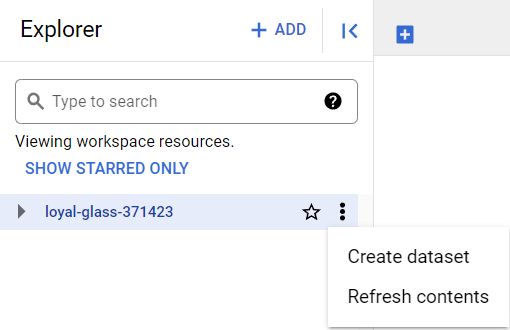 Explorer
+ ADD
Type to search
Viewing workspace resources.
SHOW STARRED ONLY
loyal-glass-371423
Create dataset
Refresh contents